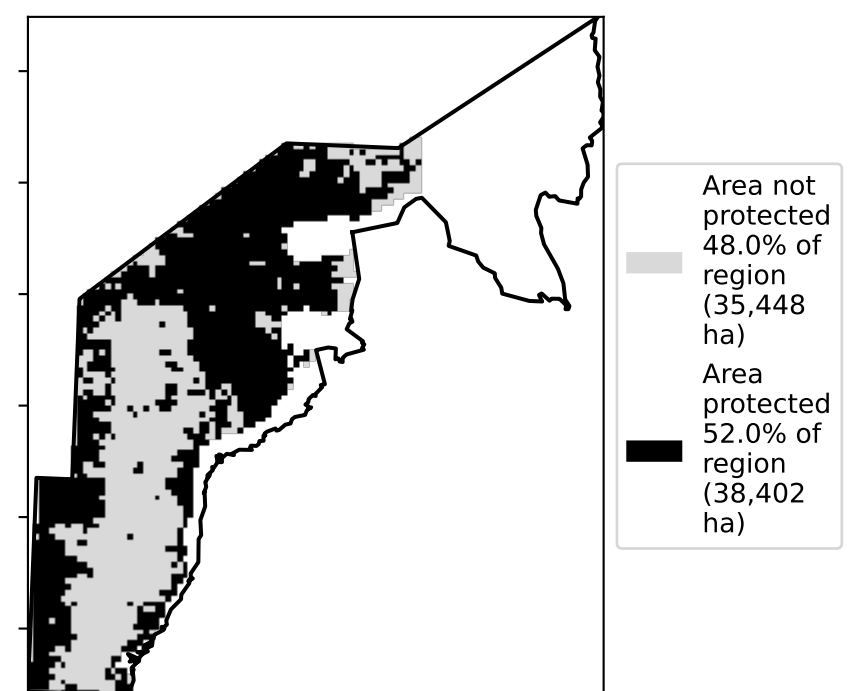 Area not
protected
48.0% of
region
(35,448
ha)
Area
protected
52.0% of
region
(38,402
ha)